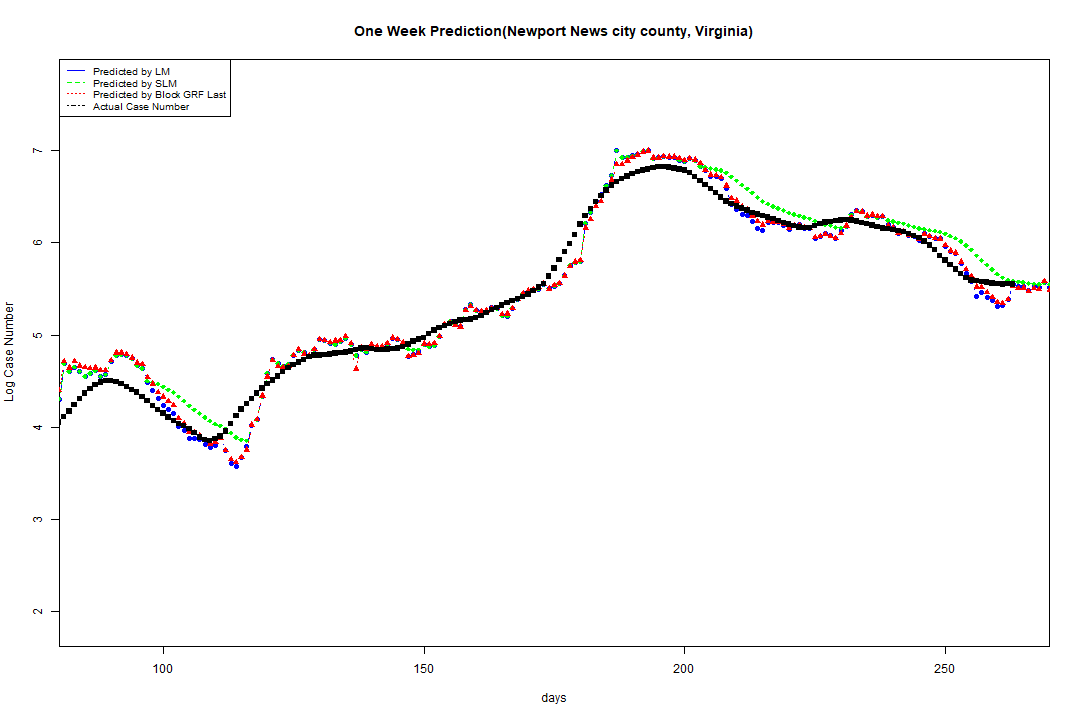 One Week Prediction(Newport News city county, Virginia)
Predicted by LM
Predicted by SLM
Predicted by Block GRF Last
Actual Case Number
Log Case Number
7
6
5
4
3
2
100 150 200 250
days